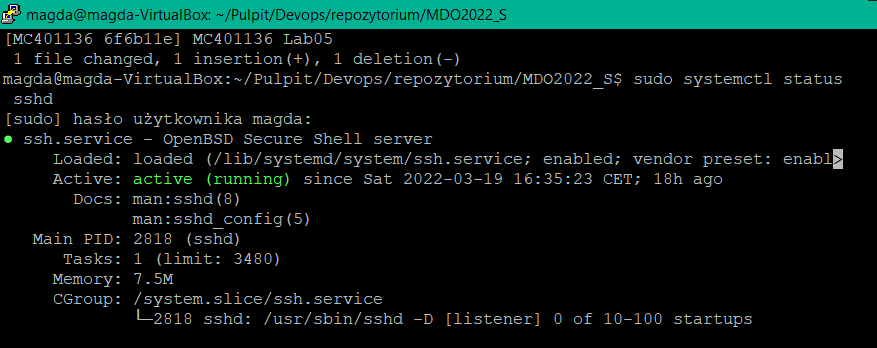 magda@magda-VirtualBox: ~/Pulpit/Devops/repozytorium/MDO2022_S
[MC401136 6f6b11e] MC401136 Lab05
 1 file changed, 1 insertion(+), 1 deletion(-)
magda@magda-VirtualBox:~/Pulpit/Devops/repozytorium/MDO2022_S$ sudo systemctl status
 sshd
[sudo] hasło użytkownika magda:
● ssh.service - OpenBSD Secure Shell server
     Loaded: loaded (/lib/systemd/system/ssh.service; enabled; vendor preset: enabl>
     Active: active (running) since Sat 2022-03-19 16:35:23 CET; 18h ago
       Docs: man:sshd(8)
             man:sshd_config(5)
   Main PID: 2818 (sshd)
      Tasks: 1 (limit: 3480)
     Memory: 7.5M
     CGroup: /system.slice/ssh.service
             └─2818 sshd: /usr/sbin/sshd -D [listener] 0 of 10-100 startups